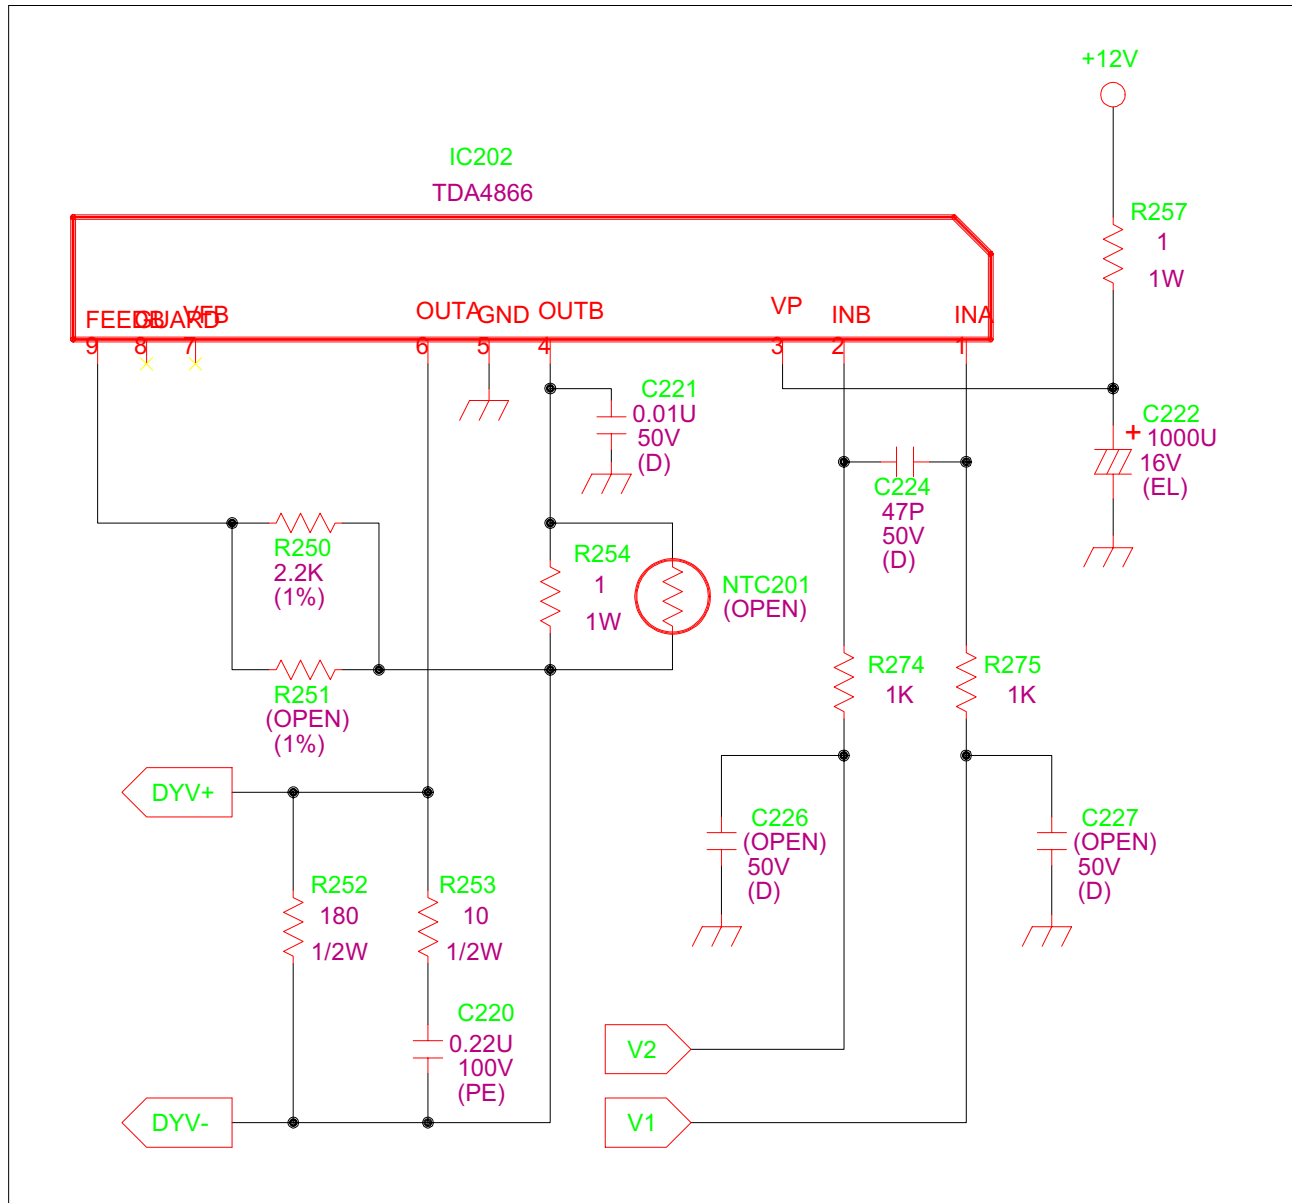 +12V
IC202
TDA4866
R257
1
1W
FEEDB
GUARD
VFB
OUTA
GND
OUTB
VP
INB
INA
9
8
7
6
5
4
3
2
1
C221
0.01U
50V
(D)
C222
+ 1000U
16V
(EL)
C224
47P
50V
(D)
R250
2.2K
(1%)
R254
1
1W
NTC201
(OPEN)
R251
(OPEN)
(1%)
R274
1K
R275
1K
DYV+
C226
(OPEN)
50V
(D)
C227
(OPEN)
50V
(D)
R252
180
1/2W
R253
10
1/2W
C220
0.22U
100V
(PE)
V2
DYV-
V1